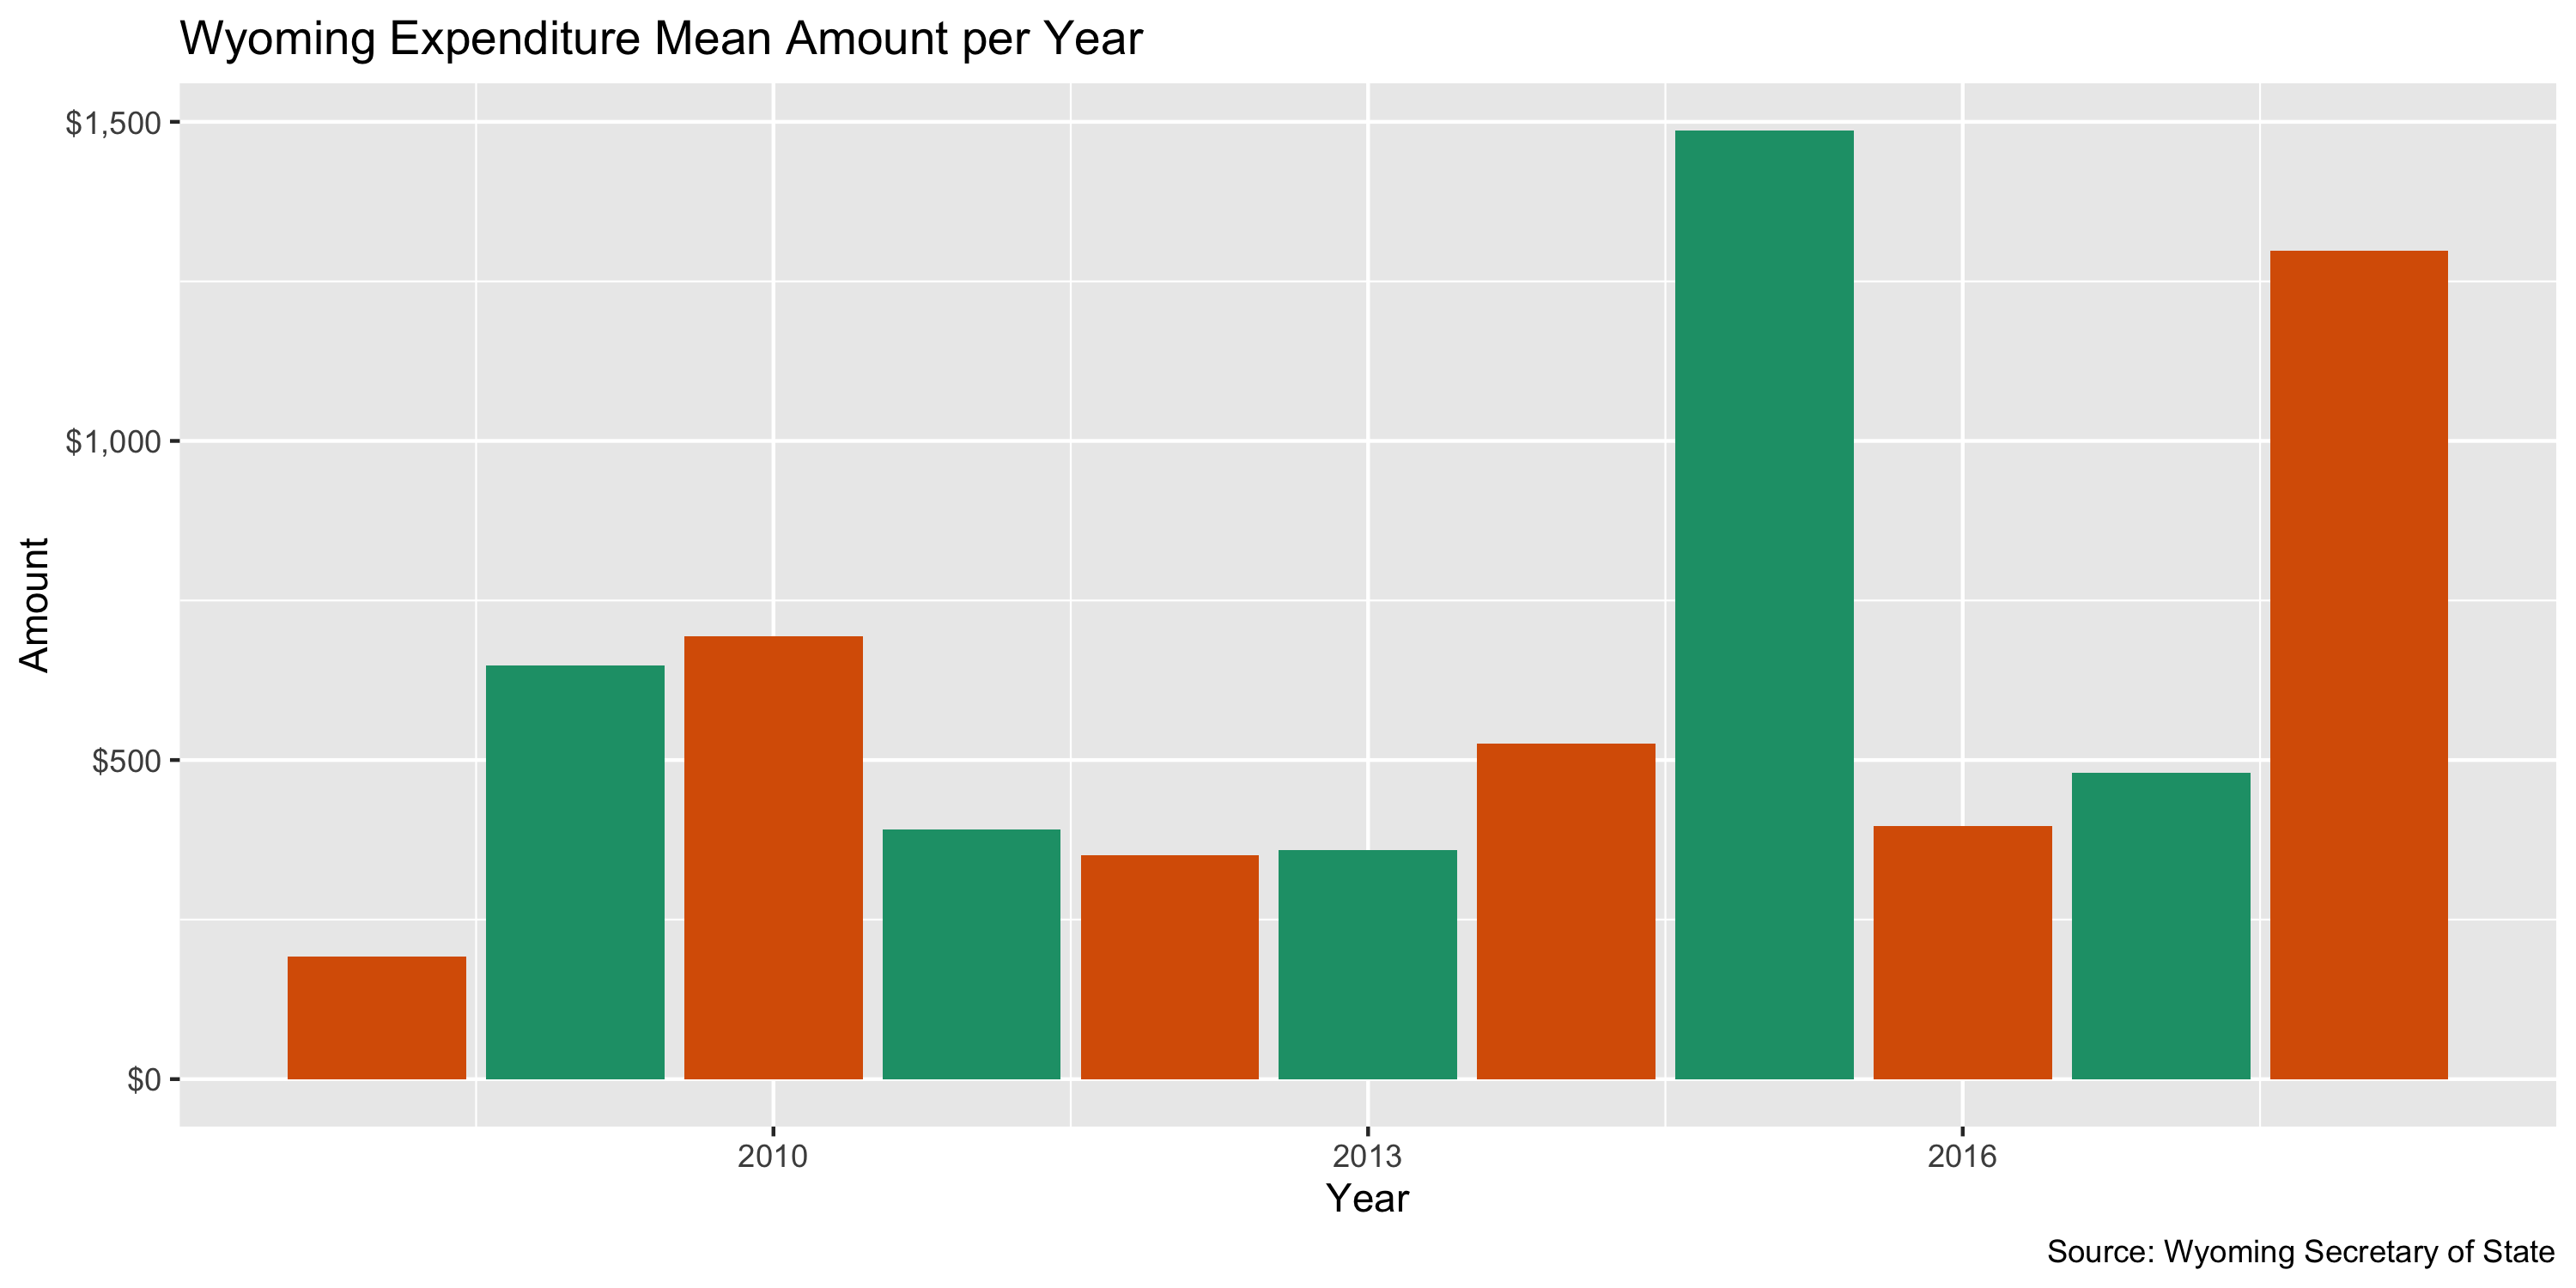 Wyoming Expenditure Mean Amount per Year
$1,500
$1,000
$500
$0
Amount
2010 2013 2016
Year
Source: Wyoming Secretary of State